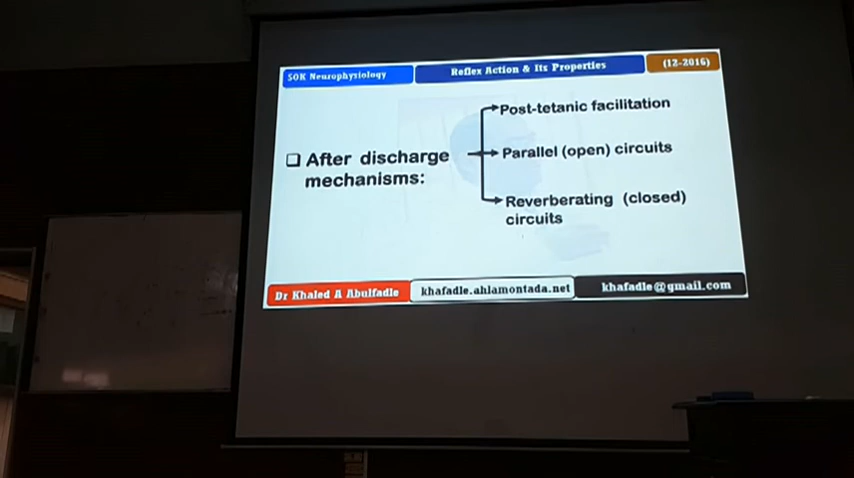 SOK Neurophysiology
Reflex Action & Its Properties
(12-2016)
❑ After discharge
mechanisms:
Post-tetanic facilitation
Parallel (open) circuits
Reverberating (closed)
circuits
Dr Khaled A Abulfadle
khafadle.ahlamontada.net
khafadle@gmail.com